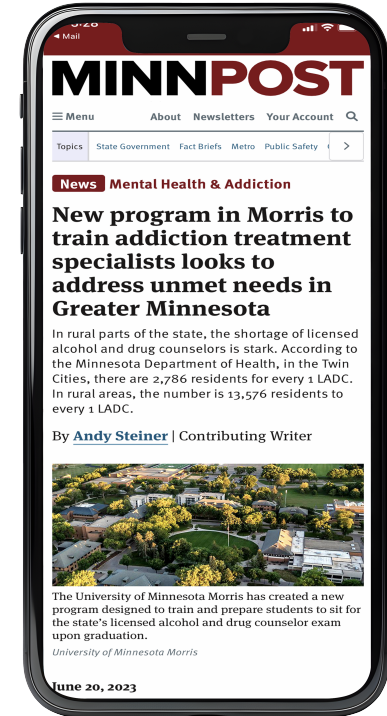 5:28
◄ Mail
MINNPOST
Menu About Newsletters Your Account
Topics State Government Fact Briefs Metro Public Safety
News Mental Health & Addiction
New program in Morris to
train addiction treatment
specialists looks to
address unmet needs in
Greater Minnesota
In rural parts of the state, the shortage of licensed
alcohol and drug counselors is stark. According to
the Minnesota Department of Health, in the Twin
Cities, there are 2,786 residents for every 1 LADC.
In rural areas, the number is 13,576 residents to
every 1 LADC.
By Andy Steiner | Contributing Writer
The University of Minnesota Morris has created a new
program designed to train and prepare students to sit for
the state's licensed alcohol and drug counselor exam
upon graduation.
University of Minnesota Morris
June 20, 2023